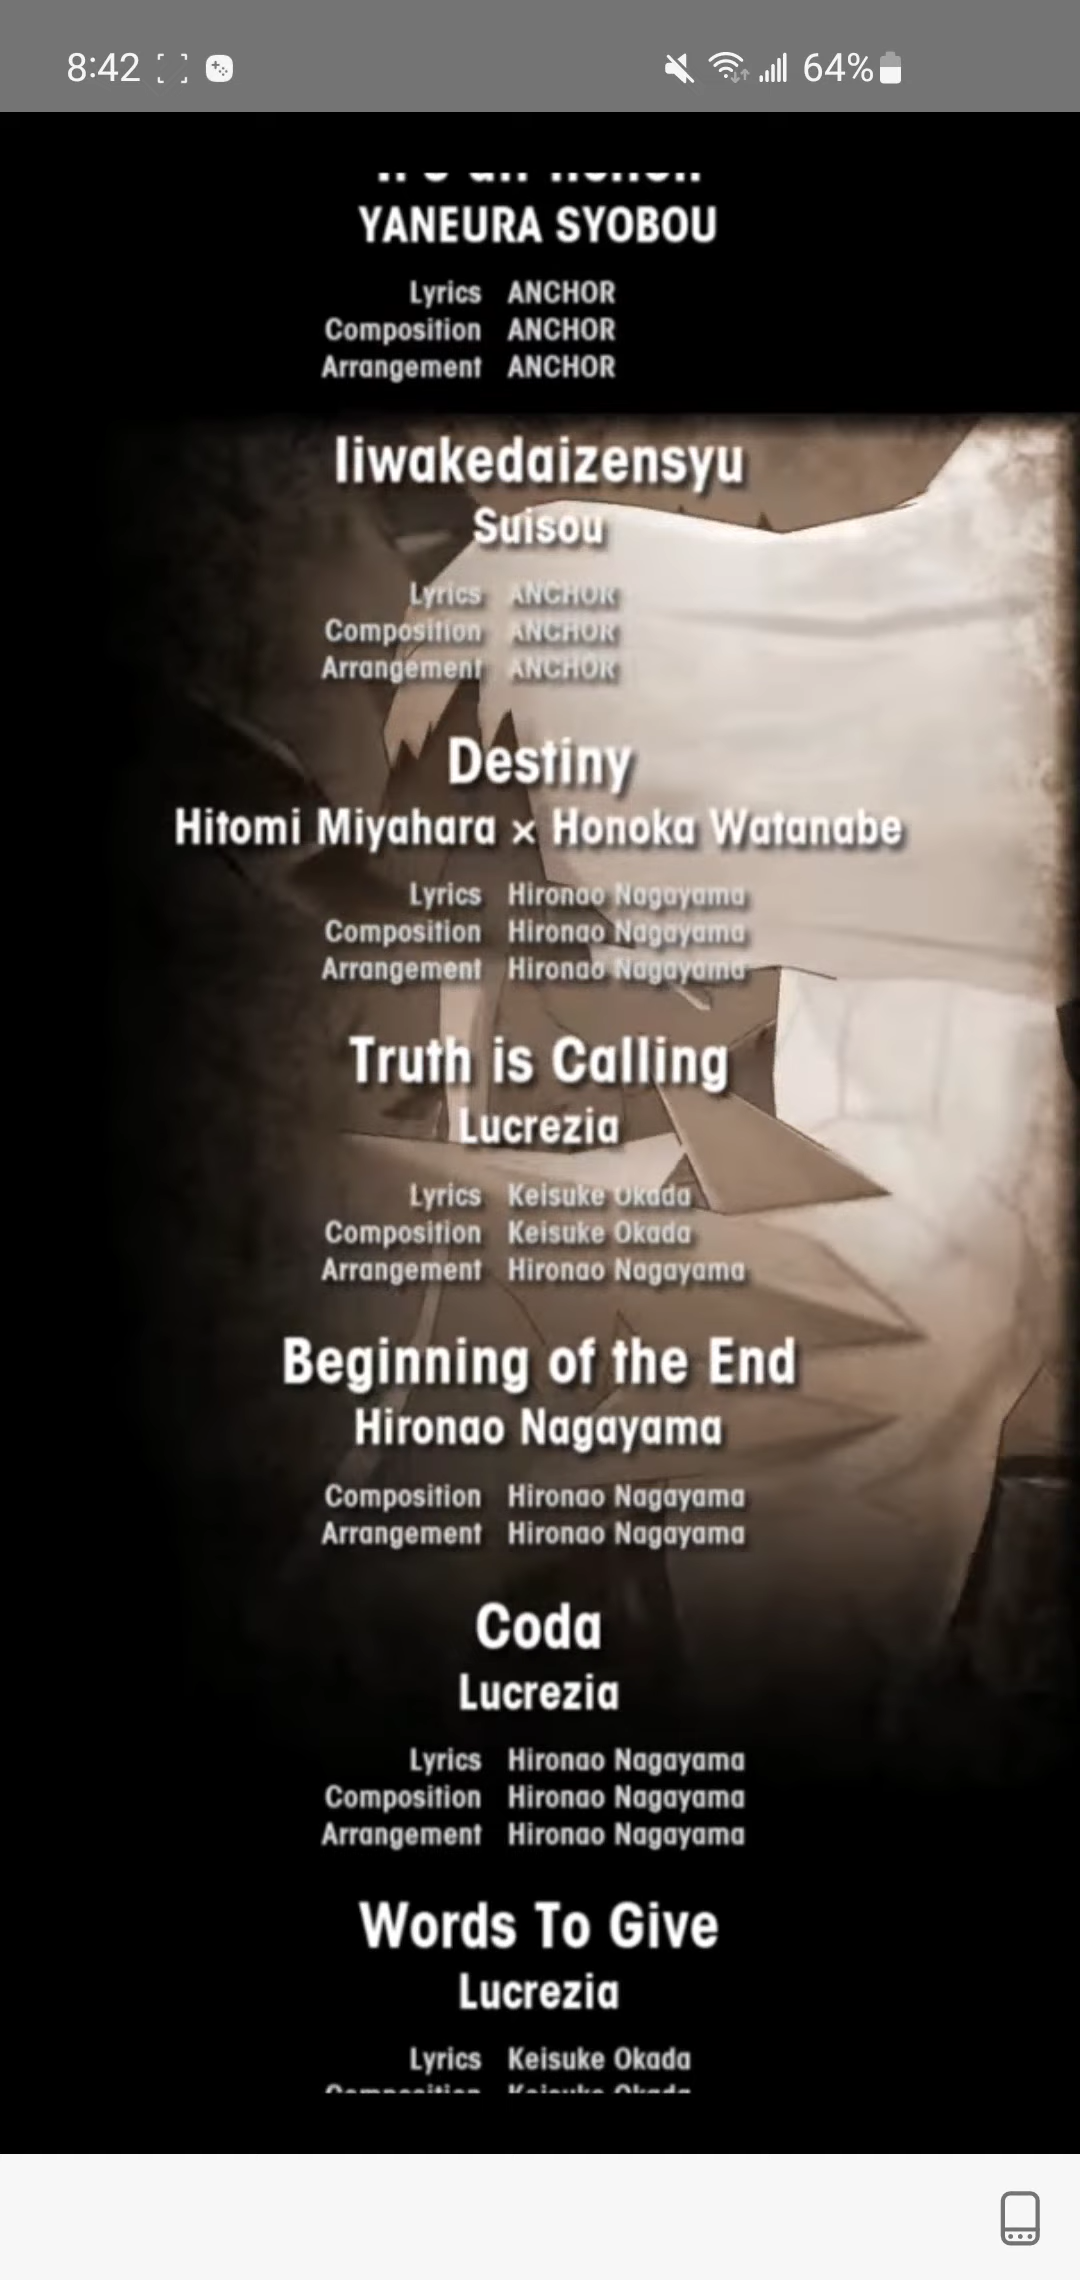 8:42
64%
YANEURA SYOBOU
Lyrics ANCHOR
Composition ANCHOR
Arrangement ANCHOR
Iiwakedaizensyu
Suisou
Lyrics ANCHOR
Composition ANCHOR
Arrangement ANCHOR
Destiny
Hitomi Miyahara × Honoka Watanabe
Lyrics Hironao Nagayama
Composition Hironao Nagayama
Arrangement Hironao Nagayama
Truth is Calling
Lucrezia
Lyrics Keisuke Okada
Composition Keisuke Okada
Arrangement Hironao Nagayama
Beginning of the End
Hironao Nagayama
Composition Hironao Nagayama
Arrangement Hironao Nagayama
Coda
Lucrezia
Lyrics Hironao Nagayama
Composition Hironao Nagayama
Arrangement Hironao Nagayama
Words To Give
Lucrezia
Lyrics Keisuke Okada
Composition Keisuke Okada